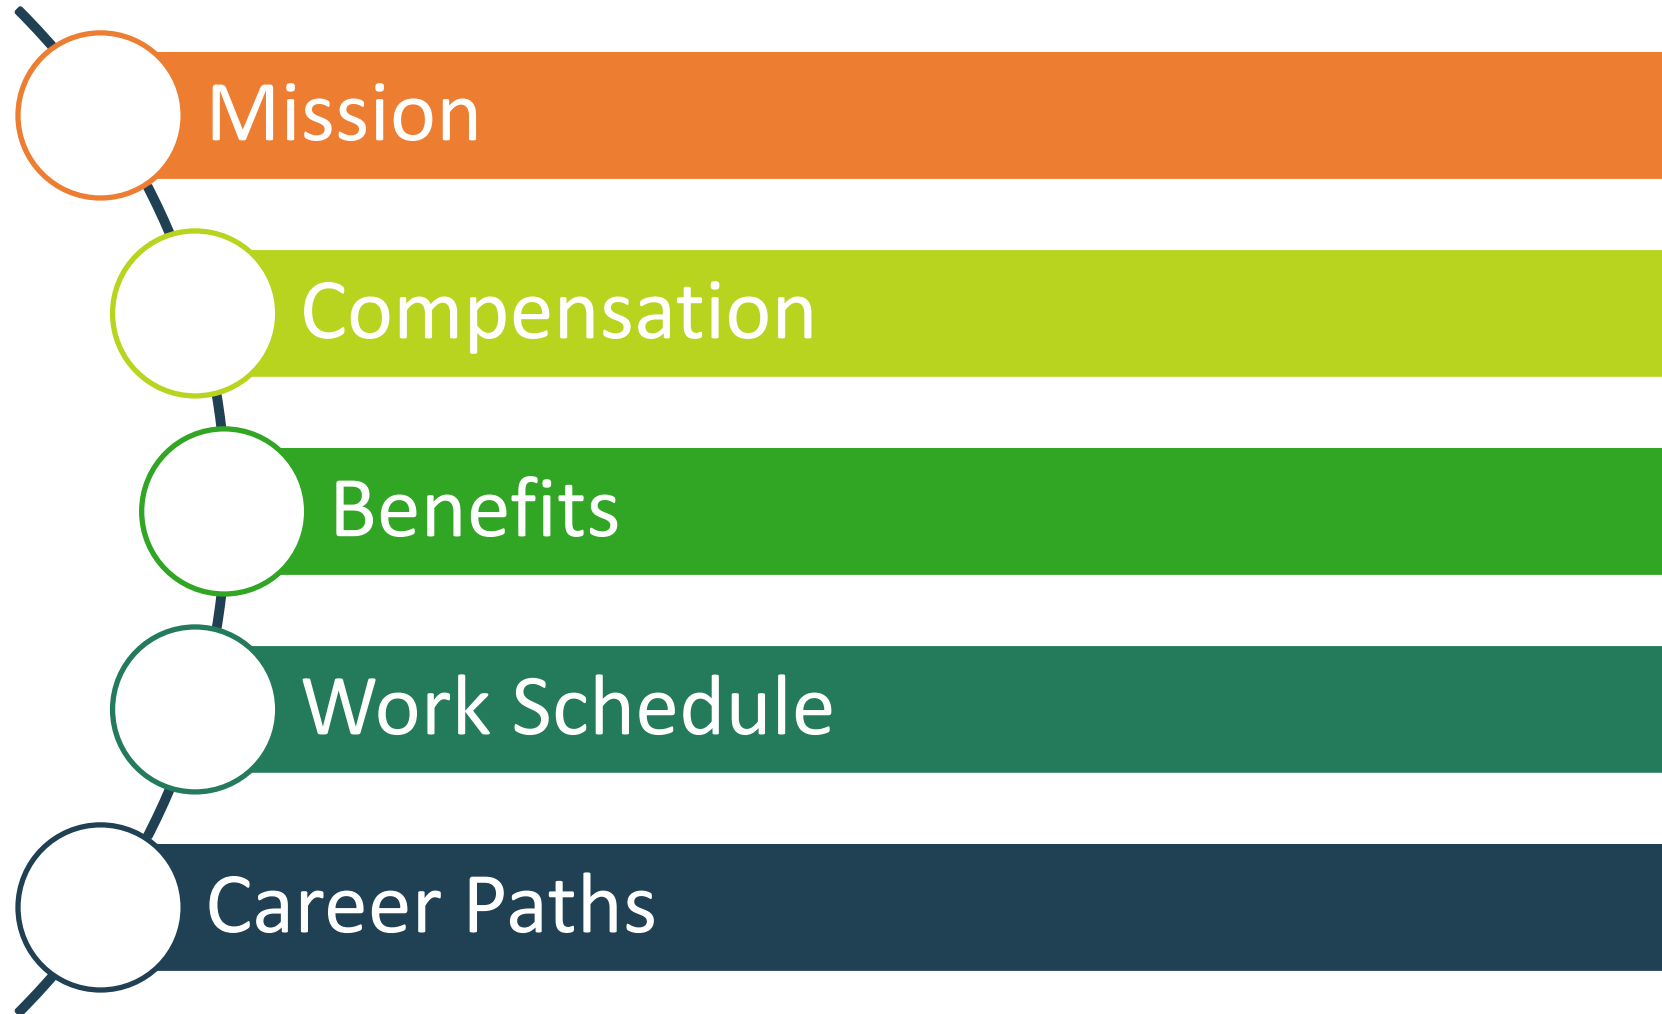 Mission
Compensation
Benefits
Work Schedule
Career Paths